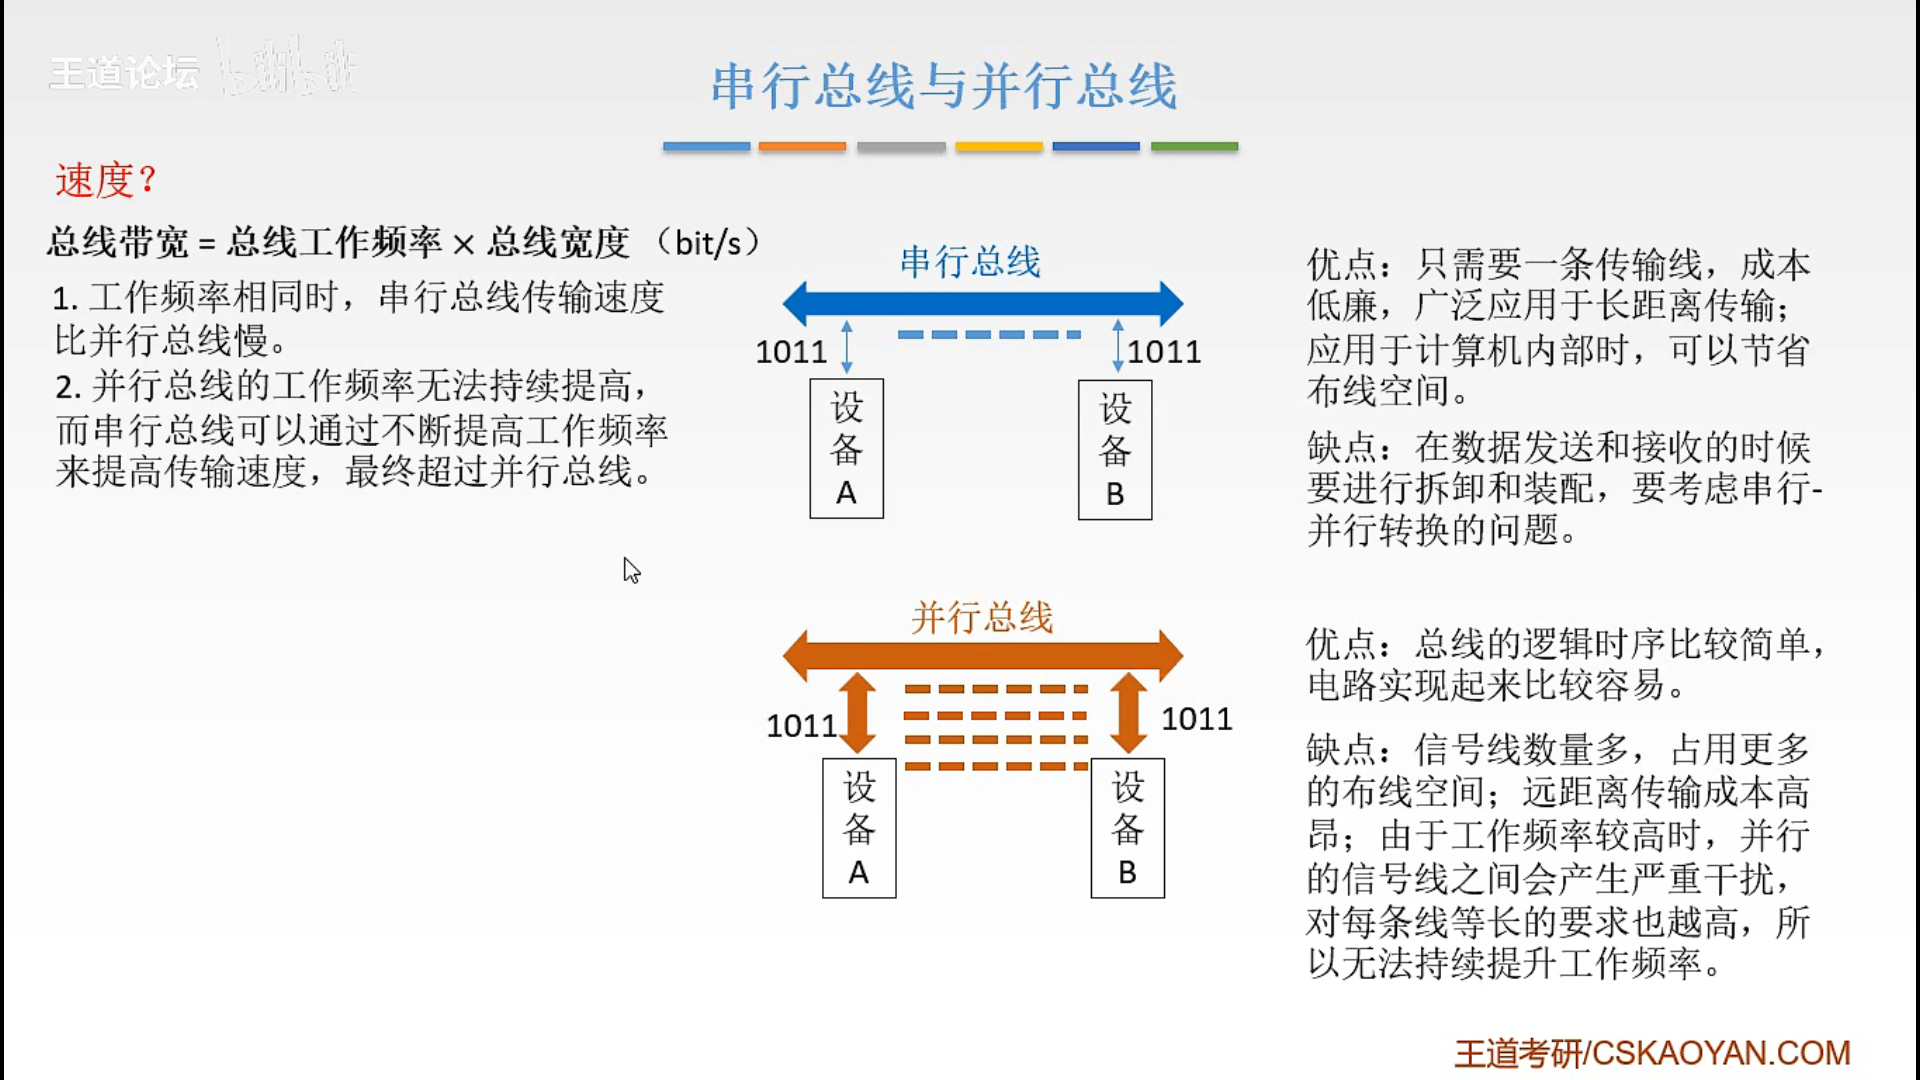 王道论坛 bilibili
串行总线与并行总线
速度？
总线带宽 = 总线工作频率 × 总线宽度 （bit/s）
1. 工作频率相同时，串行总线传输速度
比并行总线慢。
2. 并行总线的工作频率无法持续提高，
而串行总线可以通过不断提高工作频率
来提高传输速度，最终超过并行总线。
串行总线
1011
1011
设
备
A
设
备
B
优点：只需要一条传输线，成本
低廉，广泛应用于长距离传输；
应用于计算机内部时，可以节省
布线空间。
缺点：在数据发送和接收的时候
要进行拆卸和装配，要考虑串行-
并行转换的问题。
并行总线
1011
1011
设
备
A
设
备
B
优点：总线的逻辑时序比较简单，
电路实现起来比较容易。
缺点：信号线数量多，占用更多
的布线空间；远距离传输成本高
昂；由于工作频率较高时，并行
的信号线之间会产生严重干扰，
对每条线等长的要求也越高，所
以无法持续提升工作频率。
王道考研/CSKAOYAN.COM